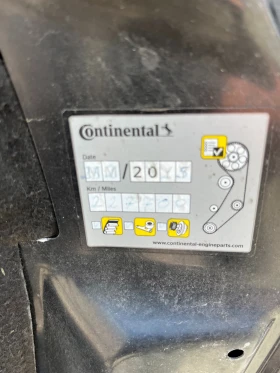 Continental
Date
MM/20
Km / Miles
www.continental-engineparts.com